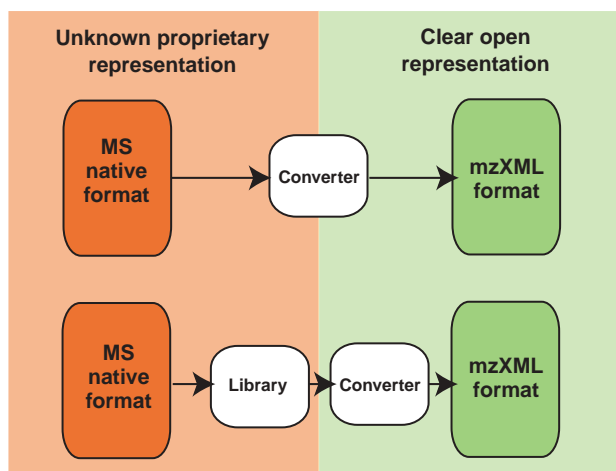 Unknown proprietary
representation
Clear open
representation
MS
native
format
Converter
mzXML
format
MS
native
format
Library
Converter
mzXML
format